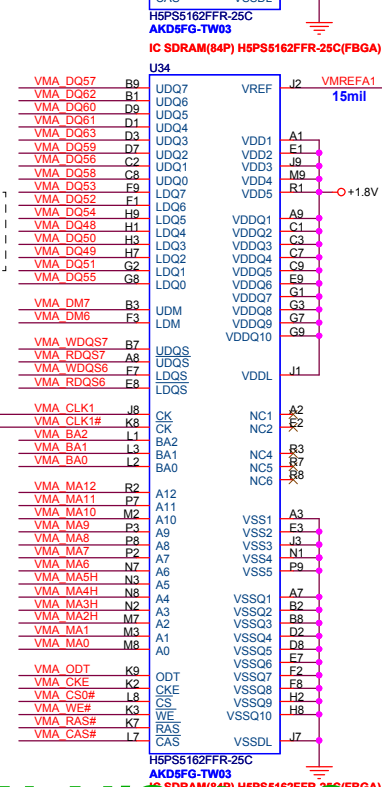 H5PS5162FFR-25C
AKD5FG-TW03
IC SDRAM(84P) H5PS5162FFR-25C(FBGA)
U34
VMA_DQ57 B9 UDQ7 VREF J2 VMREFA1
15mil
VMA_DQ62 B1 UDQ6
VMA_DQ60 D9 UDQ5
VMA_DQ61 D1 UDQ4
VMA_DQ63 D3 UDQ3 VDD1 A1
VMA_DQ59 D7 UDQ2 VDD2 E1
VMA_DQ56 C2 UDQ1 VDD3 J9
VMA_DQ58 C8 UDQ0 VDD4 M9
VMA_DQ53 F9 LDQ7 VDD5 R1 +1.8V
VMA_DQ52 F1 LDQ6
VMA_DQ54 H9 LDQ5 VDDQ1 A9
VMA_DQ48 H1 LDQ4 VDDQ2 C1
VMA_DQ50 H3 LDQ3 VDDQ3 C3
VMA_DQ49 H7 LDQ2 VDDQ4 C7
VMA_DQ51 G2 LDQ1 VDDQ5 C9
VMA_DQ55 G8 LDQ0 VDDQ6 E9
VDDQ7 G1
VMA_DM7 B3 UDM VDDQ8 G3
VMA_DM6 F3 LDM VDDQ9 G7
VDDQ10 G9
VMA_WDQS7 B7 UDQS
VMA_RDQS7 A8 UDQS
VMA_WDQS6 F7 LDQS VDDL J1
VMA_RDQS6 E8 LDQS
VMA_CLK1 J8 CK NC1 A2
VMA_CLK1# K8 CK NC2 E2
VMA_BA2 L1 BA2
VMA_BA1 L3 BA1 NC4 R3
VMA_BA0 L2 BA0 NC5 R7
NC6 R8
VMA_MA12 R2 A12
VMA_MA11 P7 A11
VMA_MA10 M2 A10 VSS1 A3
VMA_MA9 P3 A9 VSS2 E3
VMA_MA8 P8 A8 VSS3 J3
VMA_MA7 P2 A7 VSS4 N1
VMA_MA6 N7 A6 VSS5 P9
VMA_MA5H N3 A5
VMA_MA4H N8 A4 VSSQ1 A7
VMA_MA3H N2 A3 VSSQ2 B2
VMA_MA2H M7 A2 VSSQ3 B8
VMA_MA1 M3 A1 VSSQ4 D2
VMA_MA0 M8 A0 VSSQ5 D8
VSSQ6 E7
VMA_ODT K9 ODT VSSQ7 F2
VMA_CKE K2 CKE VSSQ8 F8
VMA_CS0# L8 CS VSSQ9 H2
VMA_WE# K3 WE VSSQ10 H8
VMA_RAS# K7 RAS
VMA_CAS# L7 CAS VSSDL J7
H5PS5162FFR-25C
AKD5FG-TW03
IC SDRAM(84P) H5PS5162FFR-25C(FBGA)